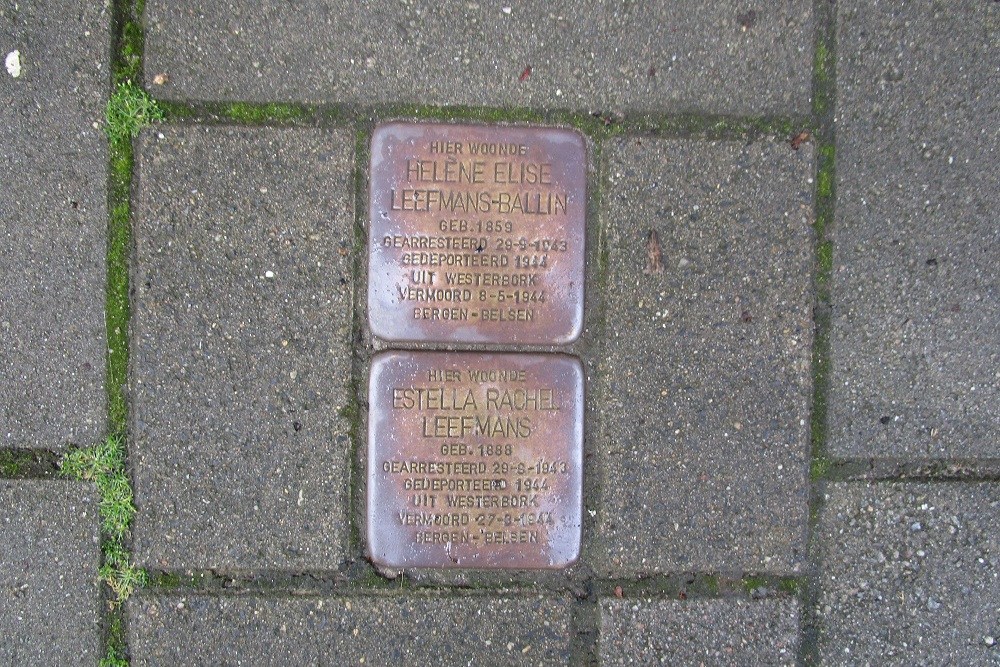 HIER WOONDE
HELENE ELISE
LEEFMANS-BALLIN
GEB. 1859
GEARRESTEERD 29-9-1943
GEDEPORTEERD 1944
UIT WESTERBORK
VERMOORD 8-5-1944
BERGEN-BELSEN
HIER WOONDE
ESTELLA RACHEL
LEEFMANS
GEB. 1888
GEARRESTEERD 29-9-1943
GEDEPORTEERD 1944
UIT WESTERBORK
VERMOORD 27-3-1944
BERGEN-BELSEN